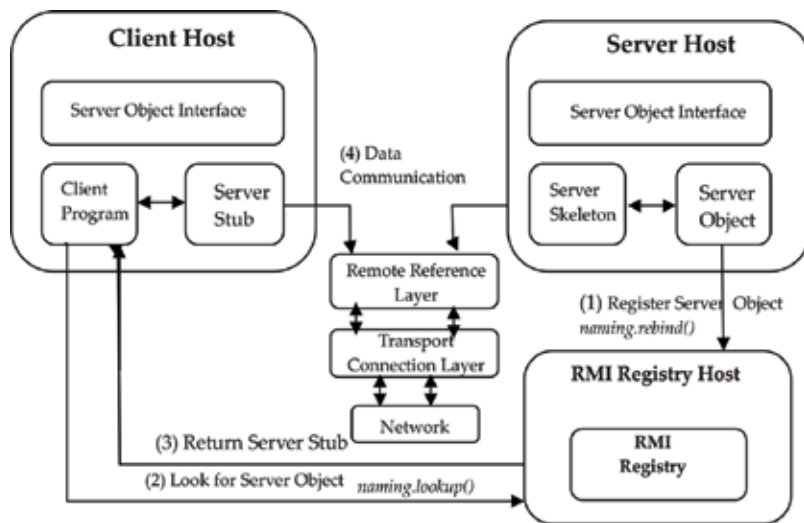 Client Host
Server Host
Server Object Interface
Server Object Interface
(4) Data
Communication
Client
Program
Server
Stub
Server
Skeleton
Server
Object
Remote Reference
Layer
(1) Register Server Object
naming.rebind()
Transport
Connection Layer
RMI Registry Host
Network
(3) Return Server Stub
RMI
Registry
(2) Look for Server Object naming.lookup()